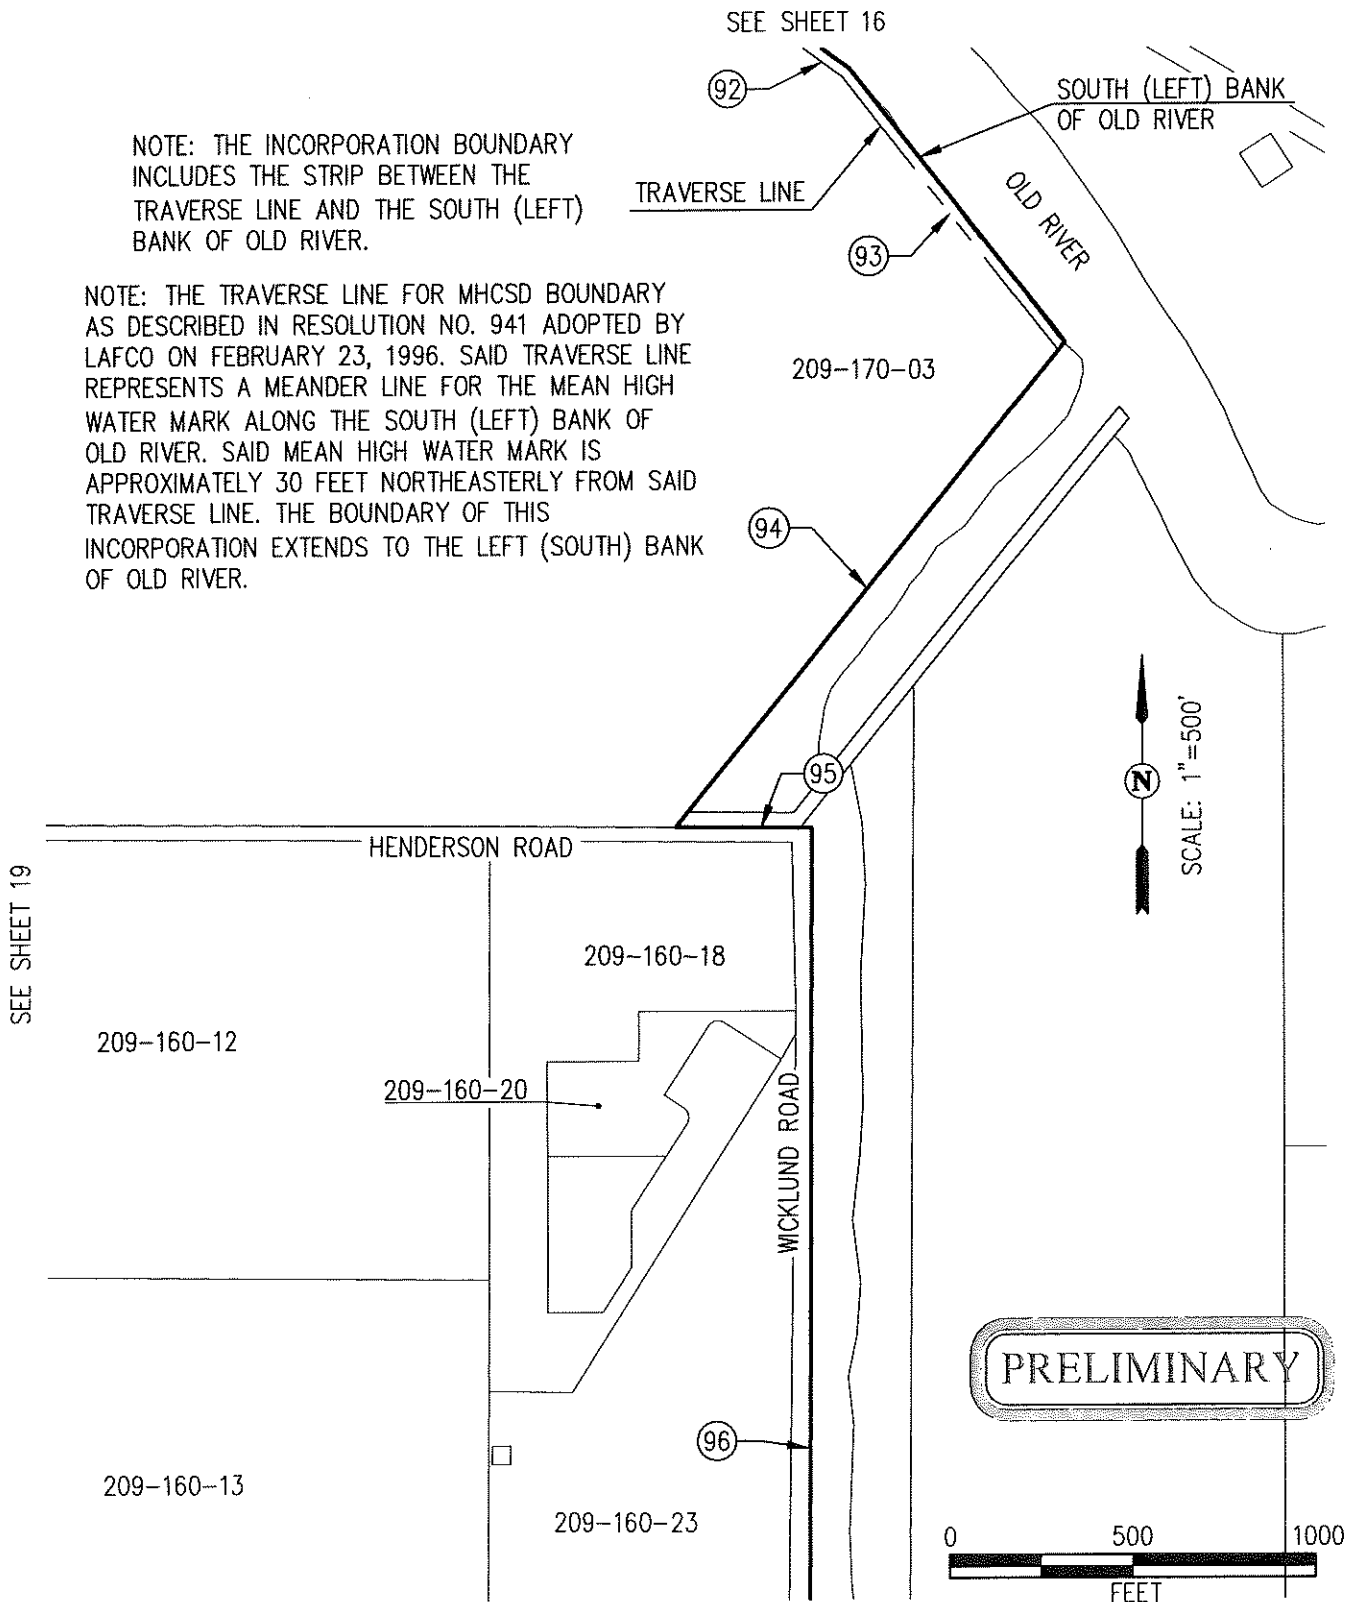 SEE SHEET 16
92
SOUTH (LEFT) BANK
OF OLD RIVER
NOTE: THE INCORPORATION BOUNDARY
INCLUDES THE STRIP BETWEEN THE
TRAVERSE LINE AND THE SOUTH (LEFT)
BANK OF OLD RIVER.
TRAVERSE LINE
OLD RIVER
93
NOTE: THE TRAVERSE LINE FOR MHCSD BOUNDARY
AS DESCRIBED IN RESOLUTION NO. 941 ADOPTED BY
LAFCO ON FEBRUARY 23, 1996. SAID TRAVERSE LINE
REPRESENTS A MEANDER LINE FOR THE MEAN HIGH
WATER MARK ALONG THE SOUTH (LEFT) BANK OF
OLD RIVER. SAID MEAN HIGH WATER MARK IS
APPROXIMATELY 30 FEET NORTHEASTERLY FROM SAID
TRAVERSE LINE. THE BOUNDARY OF THIS
INCORPORATION EXTENDS TO THE LEFT (SOUTH) BANK
OF OLD RIVER.
209-170-03
94
95
N
SCALE: 1"=500'
HENDERSON ROAD
SEE SHEET 19
209-160-18
209-160-12
209-160-20
WICKLUND ROAD
PRELIMINARY
96
209-160-13
209-160-23
0 500 1000
FEET